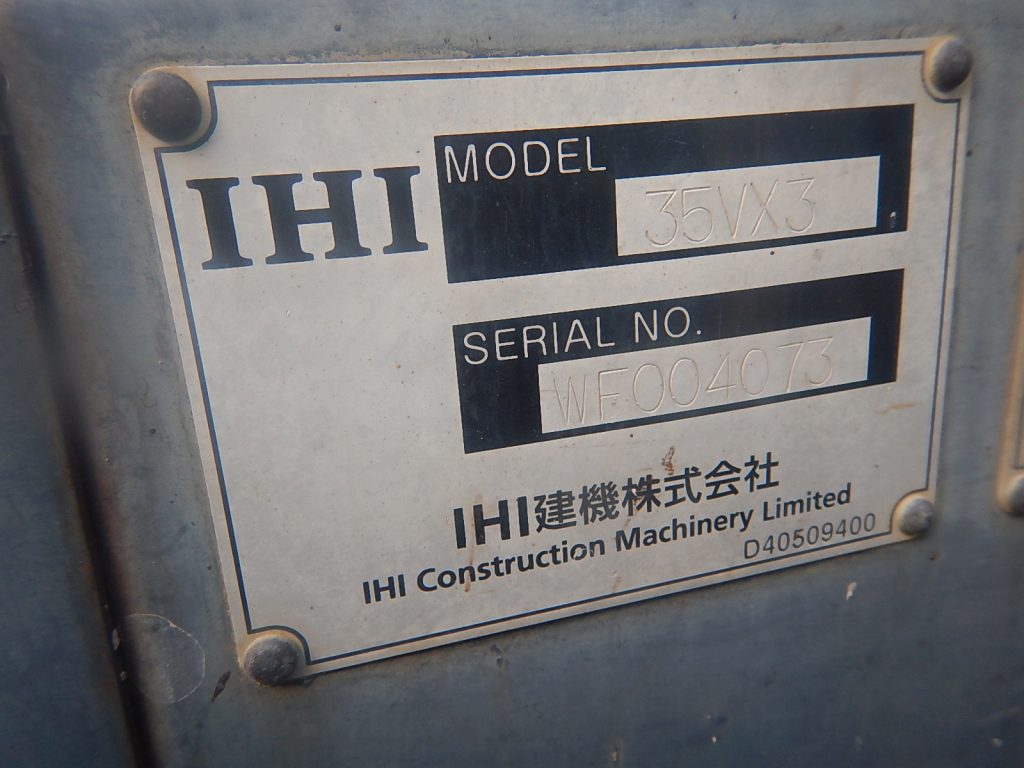 IHI
MODEL
35VX3
SERIAL NO.
WF004073
IHI建機株式会社
IHI Construction Machinery Limited
D40509400